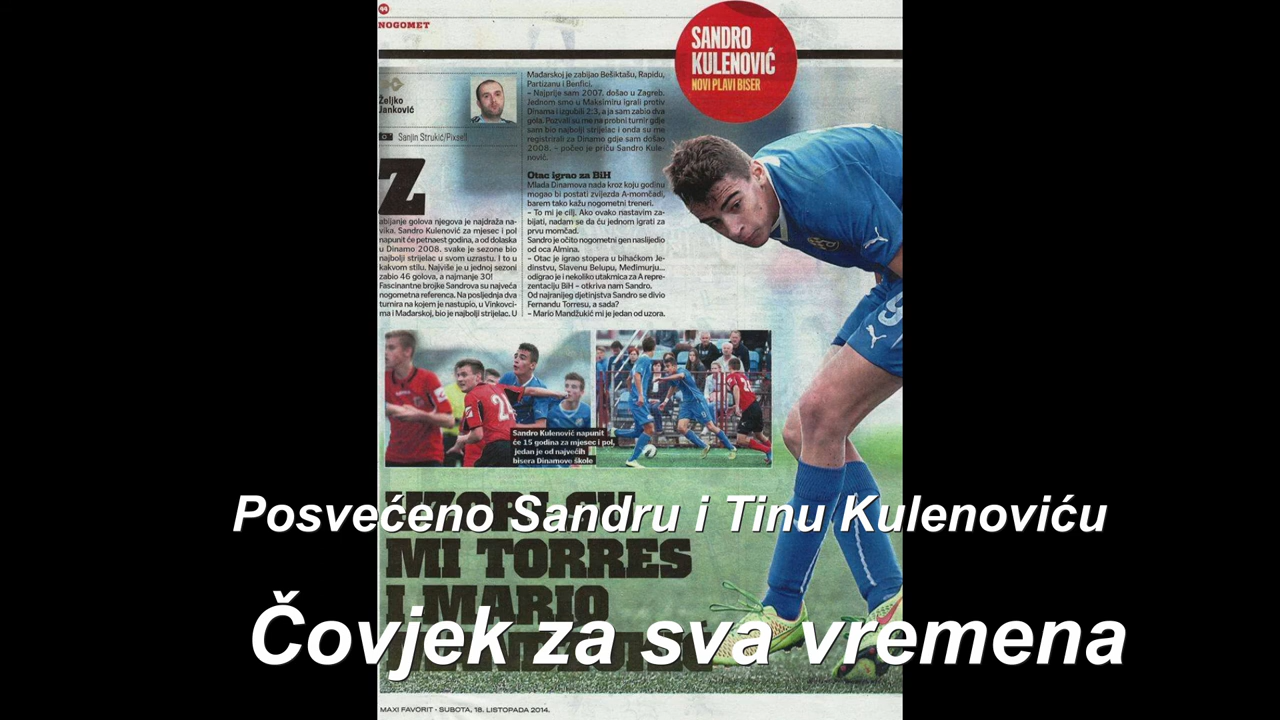 44
NOGOMET
SANDRO
KULENOVIĆ
NOVI PLAVI BISER
Željko
Janković
Sanjin Strukić/Pixsell
Z
abijanje golova njegova je najdraža na-
vika. Sandro Kulenović za mjesec i pol
napunit će petnaest godina, a od dolaska
u Dinamo 2008. svake je sezone bio
najbolji strijelac u svom uzrastu. I to u
kakvom stilu. Najviše je u jednoj sezoni
zabio 46 golova, a najmanje 30!
Fascinantne brojke Sandrova su najveća
nogometna referenca. Na posljednja dva
turnira na kojem je nastupio, u Vinkovci-
ma i Mađarskoj, bio je najbolji strijelac. U
Mađarskoj je zabijao Bešiktašu, Rapidu,
Partizanu i Benfici.
– Najprije sam 2007. došao u Zagreb.
Jednom smo u Maksimiru igrali protiv
Dinama i izgubili 2:3, a ja sam zabio dva
gola. Pozvali su me na probni turnir gdje
sam bio najbolji strijelac i onda su me
registrirali za Dinamo gdje sam došao
2008. – počeo je priču Sandro Kule-
nović.
Otac igrao za BiH
Mlada Dinamova nada kroz koju godinu
mogao bi postati zvijezda A-momčadi,
barem tako kažu nogometni treneri.
– To mi je cilj. Ako ovako nastavim za-
bijati, nadam se da ću jednom igrati za
prvu momčad.
Sandro je očito nogometni gen naslijedio
od oca Almina.
– Otac je igrao stopera u bihaćkom Je-
dinstvu, Slavenu Belupu, Međimurju...
odigrao je i nekoliko utakmica za A repre-
zentaciju BiH – otkriva nam Sandro.
Od najranijeg djetinjstva Sandro se divio
Fernandu Torresu, a sada?
– Mario Mandžukić mi je jedan od uzora.
Sandro Kulenović napunit
će 15 godina za mjesec i pol,
jedan je od najvećih
bisera Dinamove škole
UZORI SU
Posvećeno Sandru i Tinu Kulenoviću
MI TORRES
I MARIO
Čovjek za sva vremena
MAXI FAVORIT - SUBOTA, 18. LISTOPADA 2014.